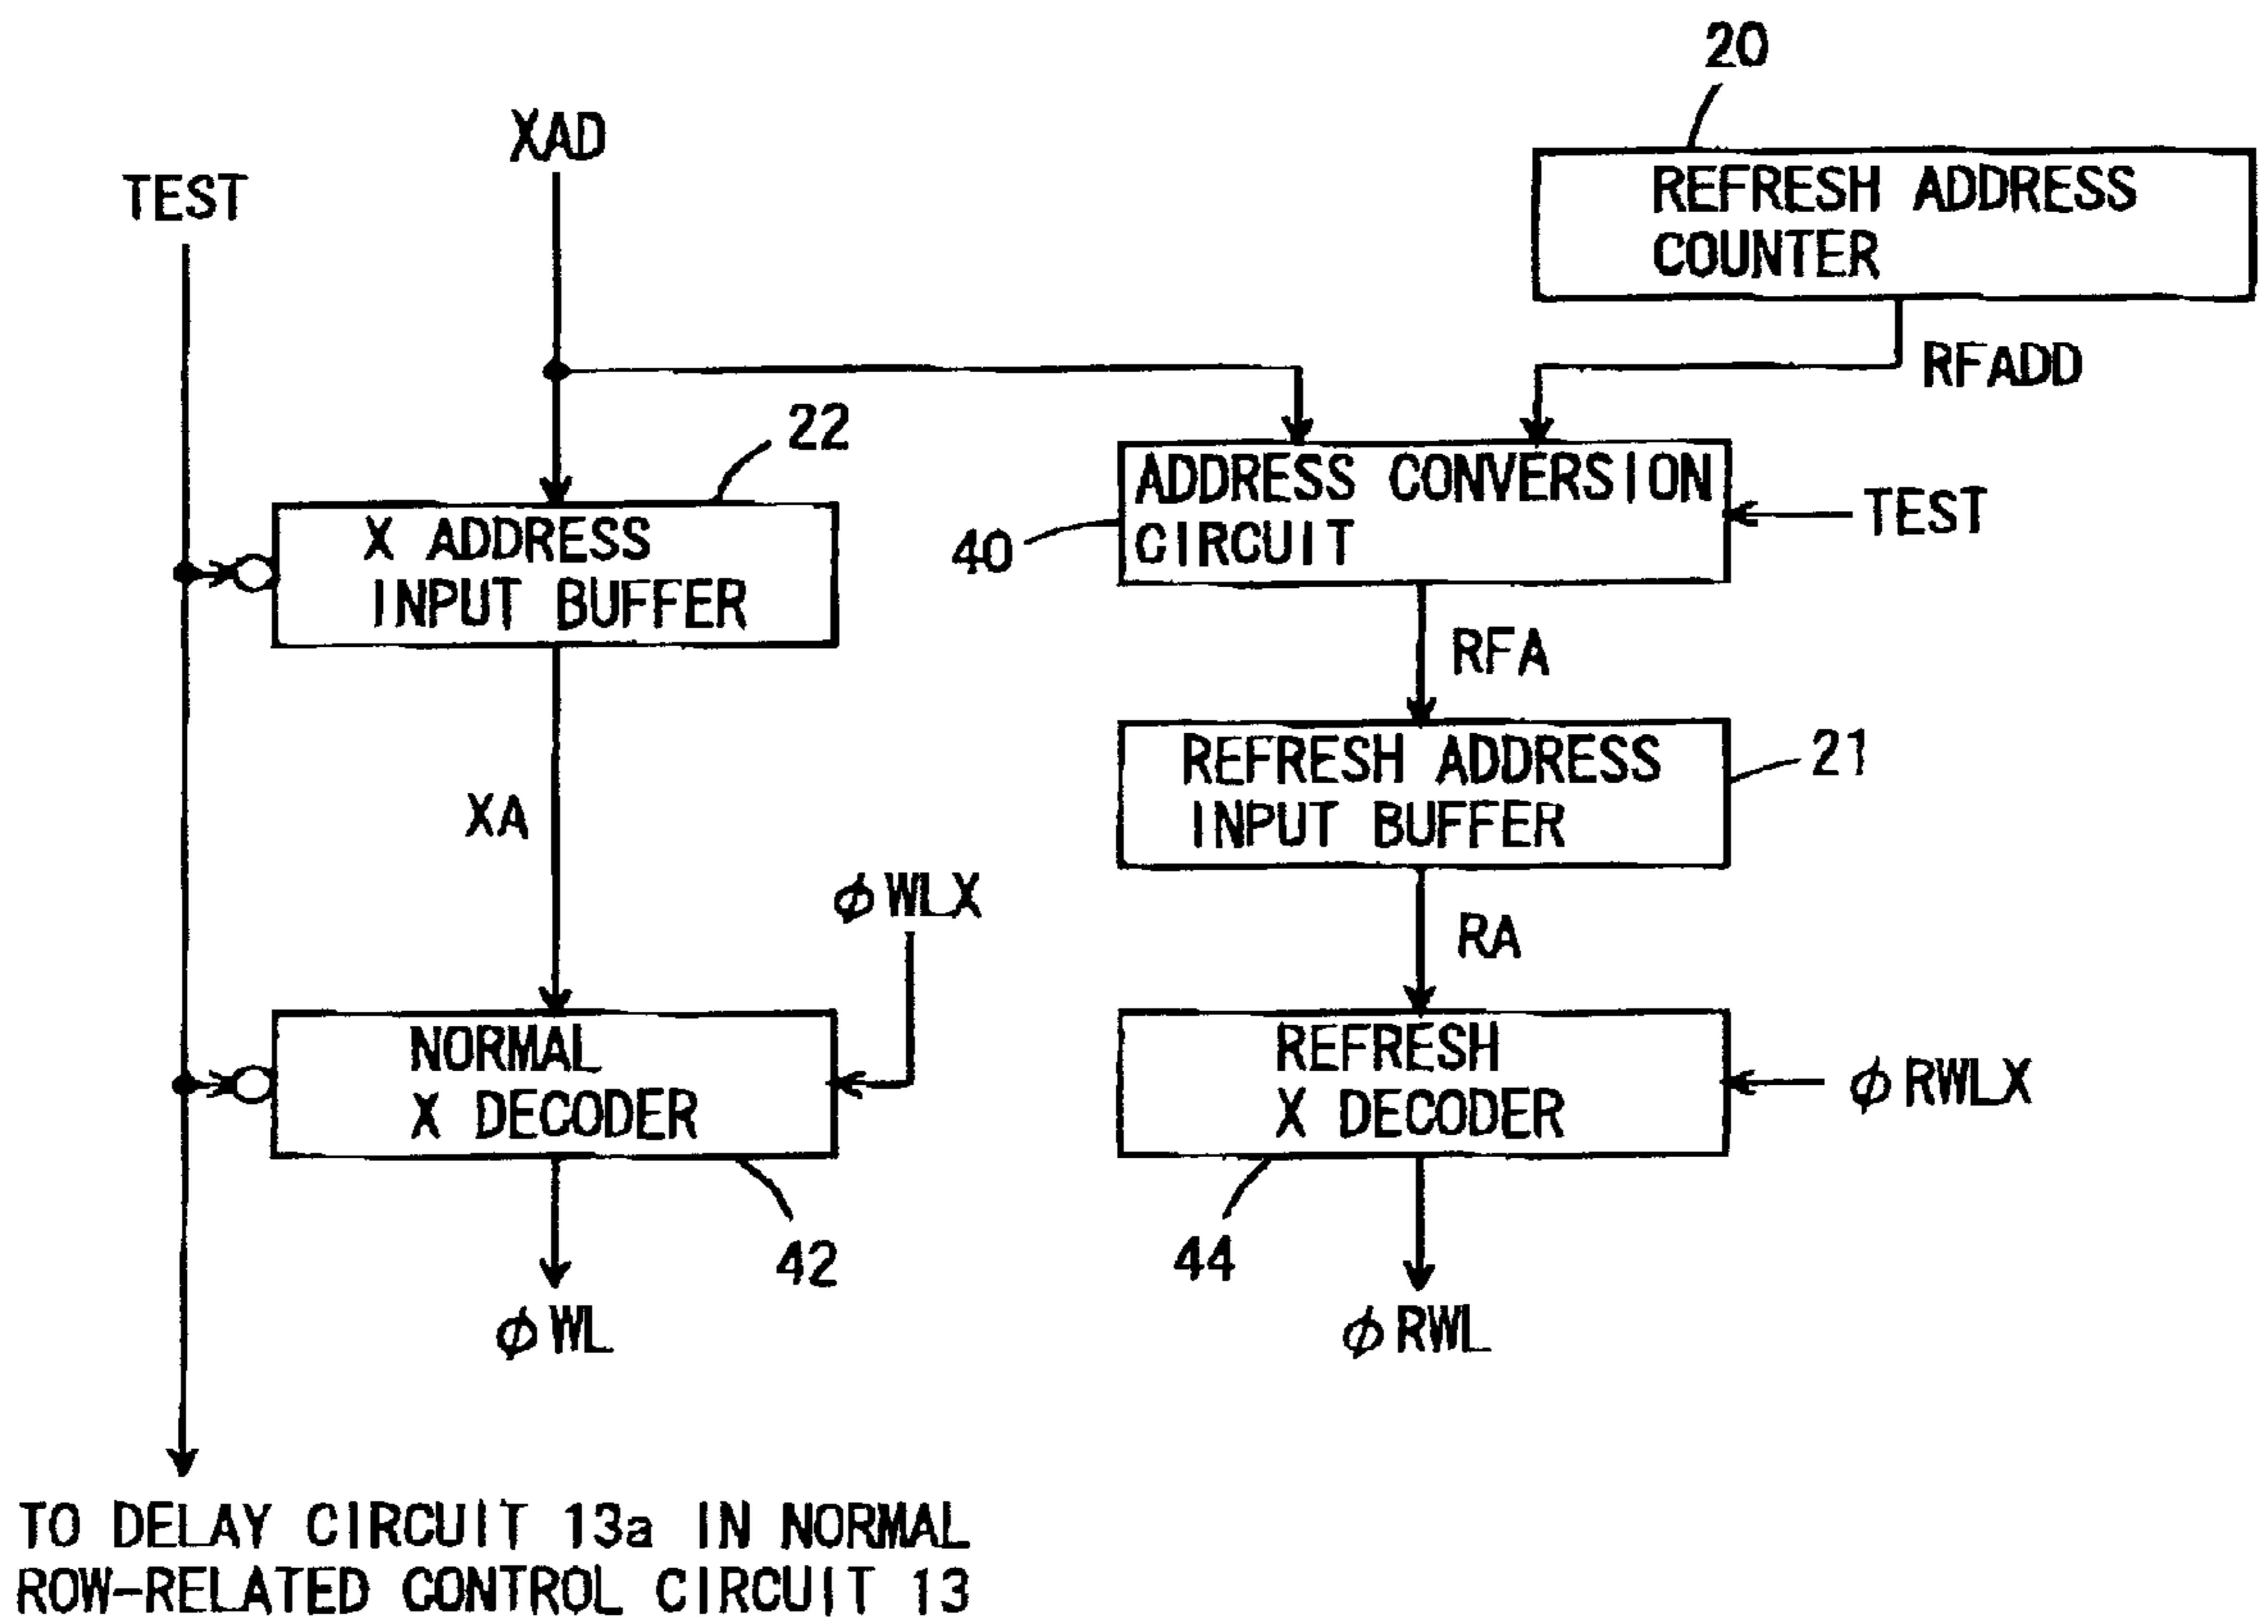 20
XAD
TEST
REFRESH ADDRESS
COUNTER
RFADD
22
ADDRESS CONVERSION
CIRCUIT
TEST
40
X ADDRESS
INPUT BUFFER
RFA
REFRESH ADDRESS
INPUT BUFFER
21
XA
φWLX
RA
NORMAL
X DECODER
REFRESH
X DECODER
φRWLX
42
44
φWL
φRWL
TO DELAY CIRCUIT 13a IN NORMAL
ROW-RELATED CONTROL CIRCUIT 13